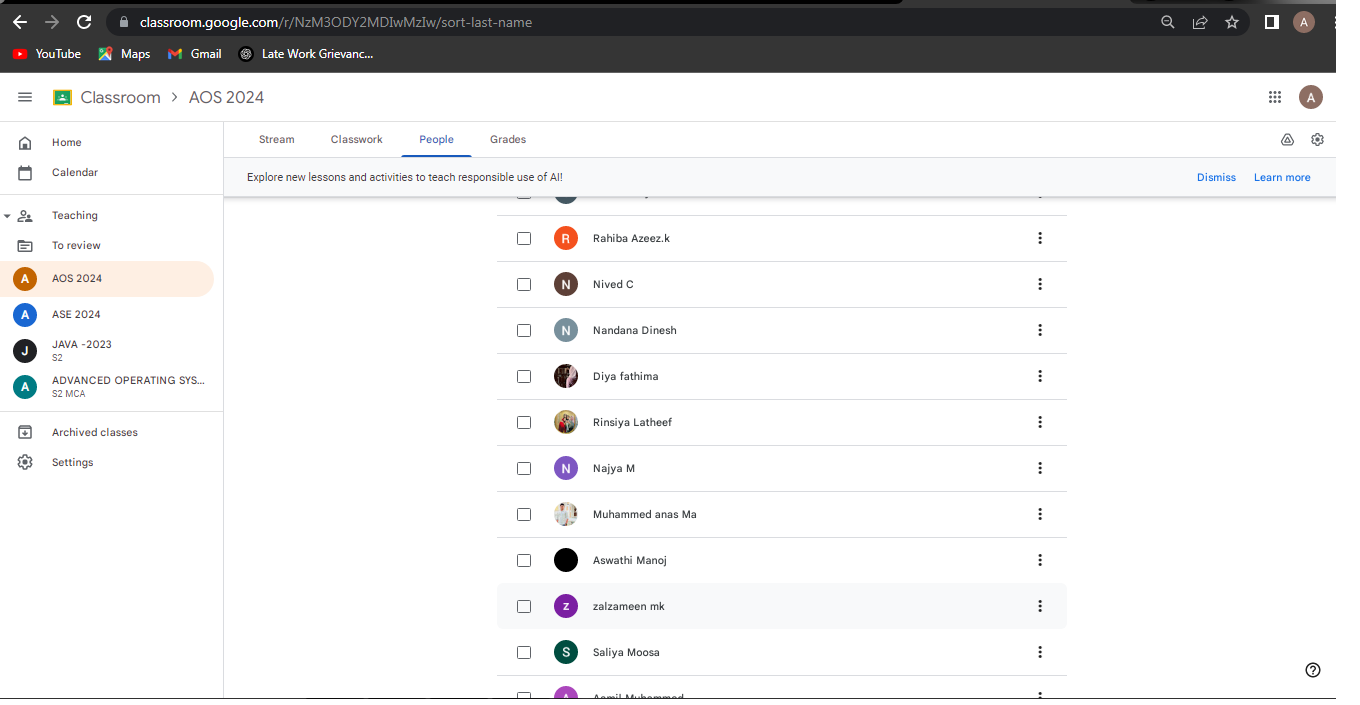 classroom.google.com/r/NzM3ODY2MDIwMzIw/sort-last-name
A
YouTube
Maps
Gmail
Late Work Grievanc...
Classroom > AOS 2024
A
Home
Calendar
Teaching
To review
A AOS 2024
A ASE 2024
J JAVA -2023
S2
A ADVANCED OPERATING SYS...
S2 MCA
Archived classes
Settings
Stream Classwork People Grades
Explore new lessons and activities to teach responsible use of AI!
Dismiss Learn more
R Rahiba Azeez.k
N Nived C
N Nandana Dinesh
Diya fathima
Rinsiya Latheef
N Najya M
Muhammed anas Ma
Aswathi Manoj
z zalzameen mk
S Saliya Moosa